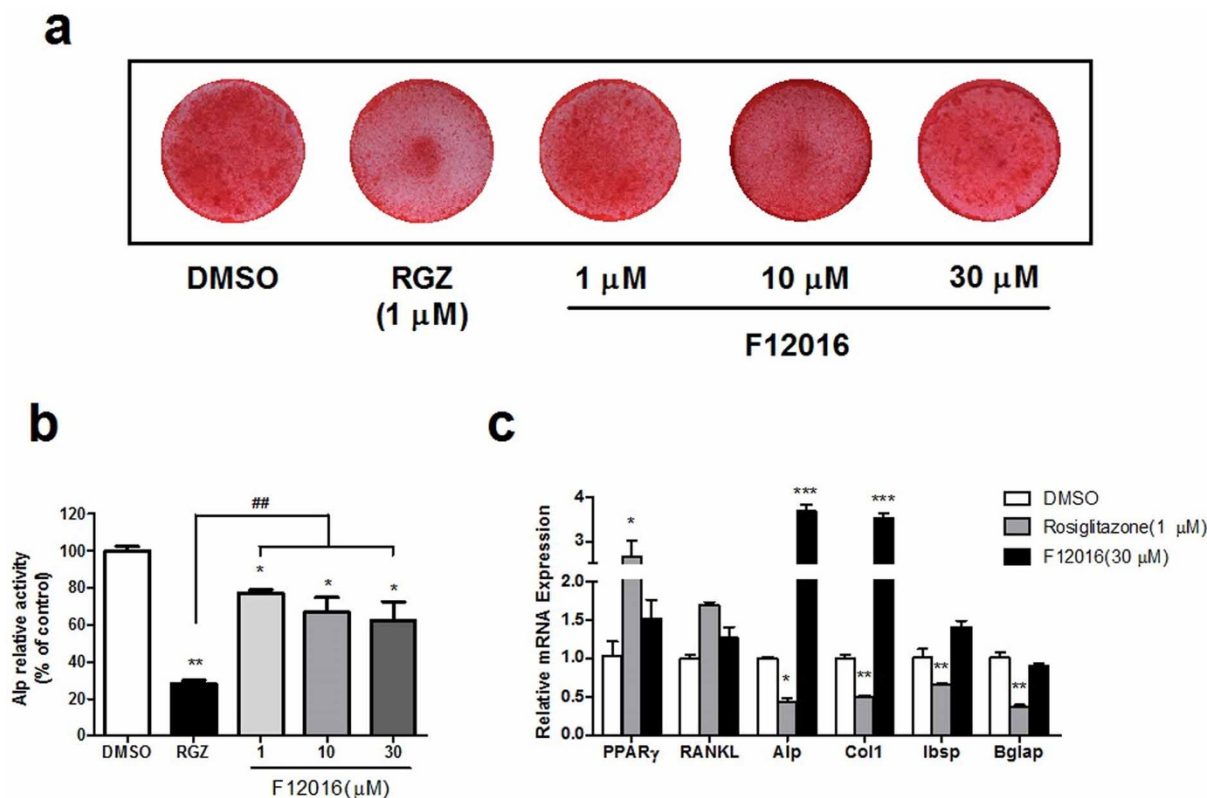 a
DMSO
RGZ
(1 μM)
1 μM
10 μM
30 μM
F12016
b
Alp relative activity
(% of control)
120
100
80
60
40
20
0
##
**
*
*
*
DMSO
RGZ
1
10
30
F12016(μM)
c
Relative mRNA Expression
4
3
2.0
1.5
1.0
0.5
0.0
*
*
***
**
***
**
**
PPARγ
RANKL
Alp
Col1
Ibsp
Bglap
DMSO
Rosiglitazone(1 μM)
F12016(30 μM)